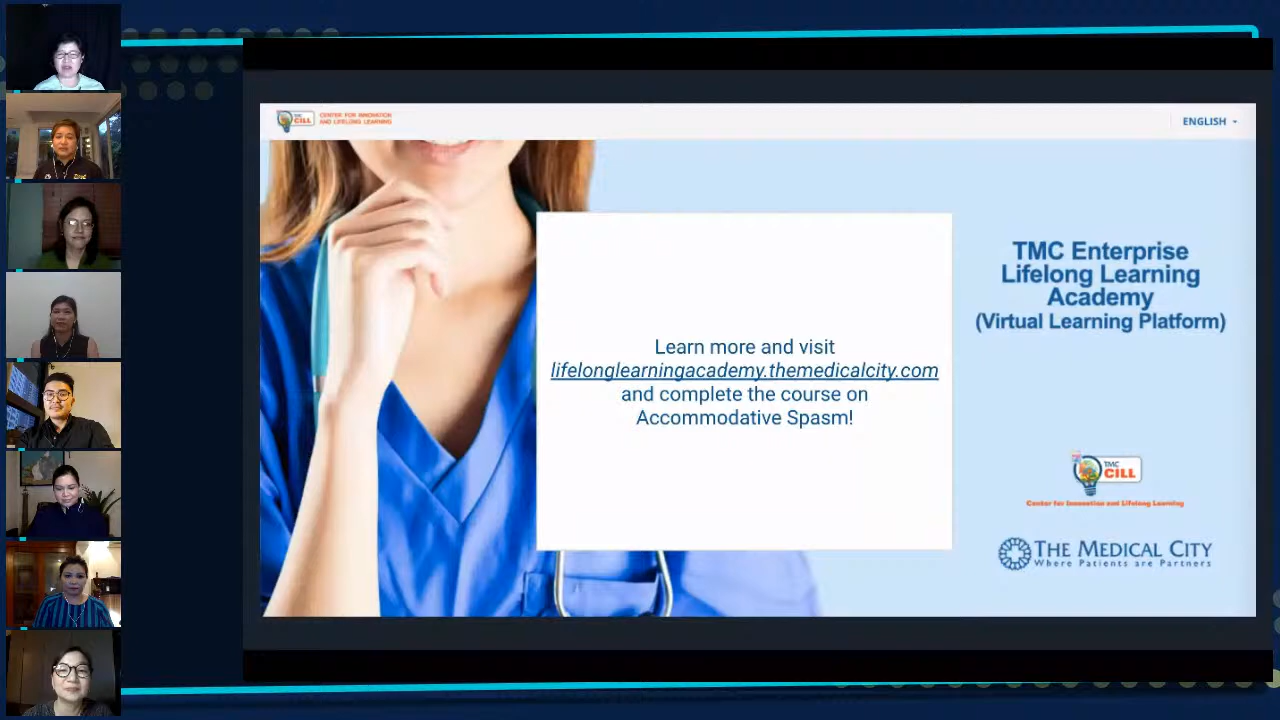 TMC
CILL
CENTER FOR INNOVATION
AND LIFELONG LEARNING
ENGLISH
TMC Enterprise
Lifelong Learning
Academy
(Virtual Learning Platform)
Learn more and visit
lifelonglearningacademy.themedicalcity.com
and complete the course on
Accommodative Spasm!
TMC
CILL
Center for Innovation and Lifelong Learning
THE MEDICAL CITY
Where Patients are Partners